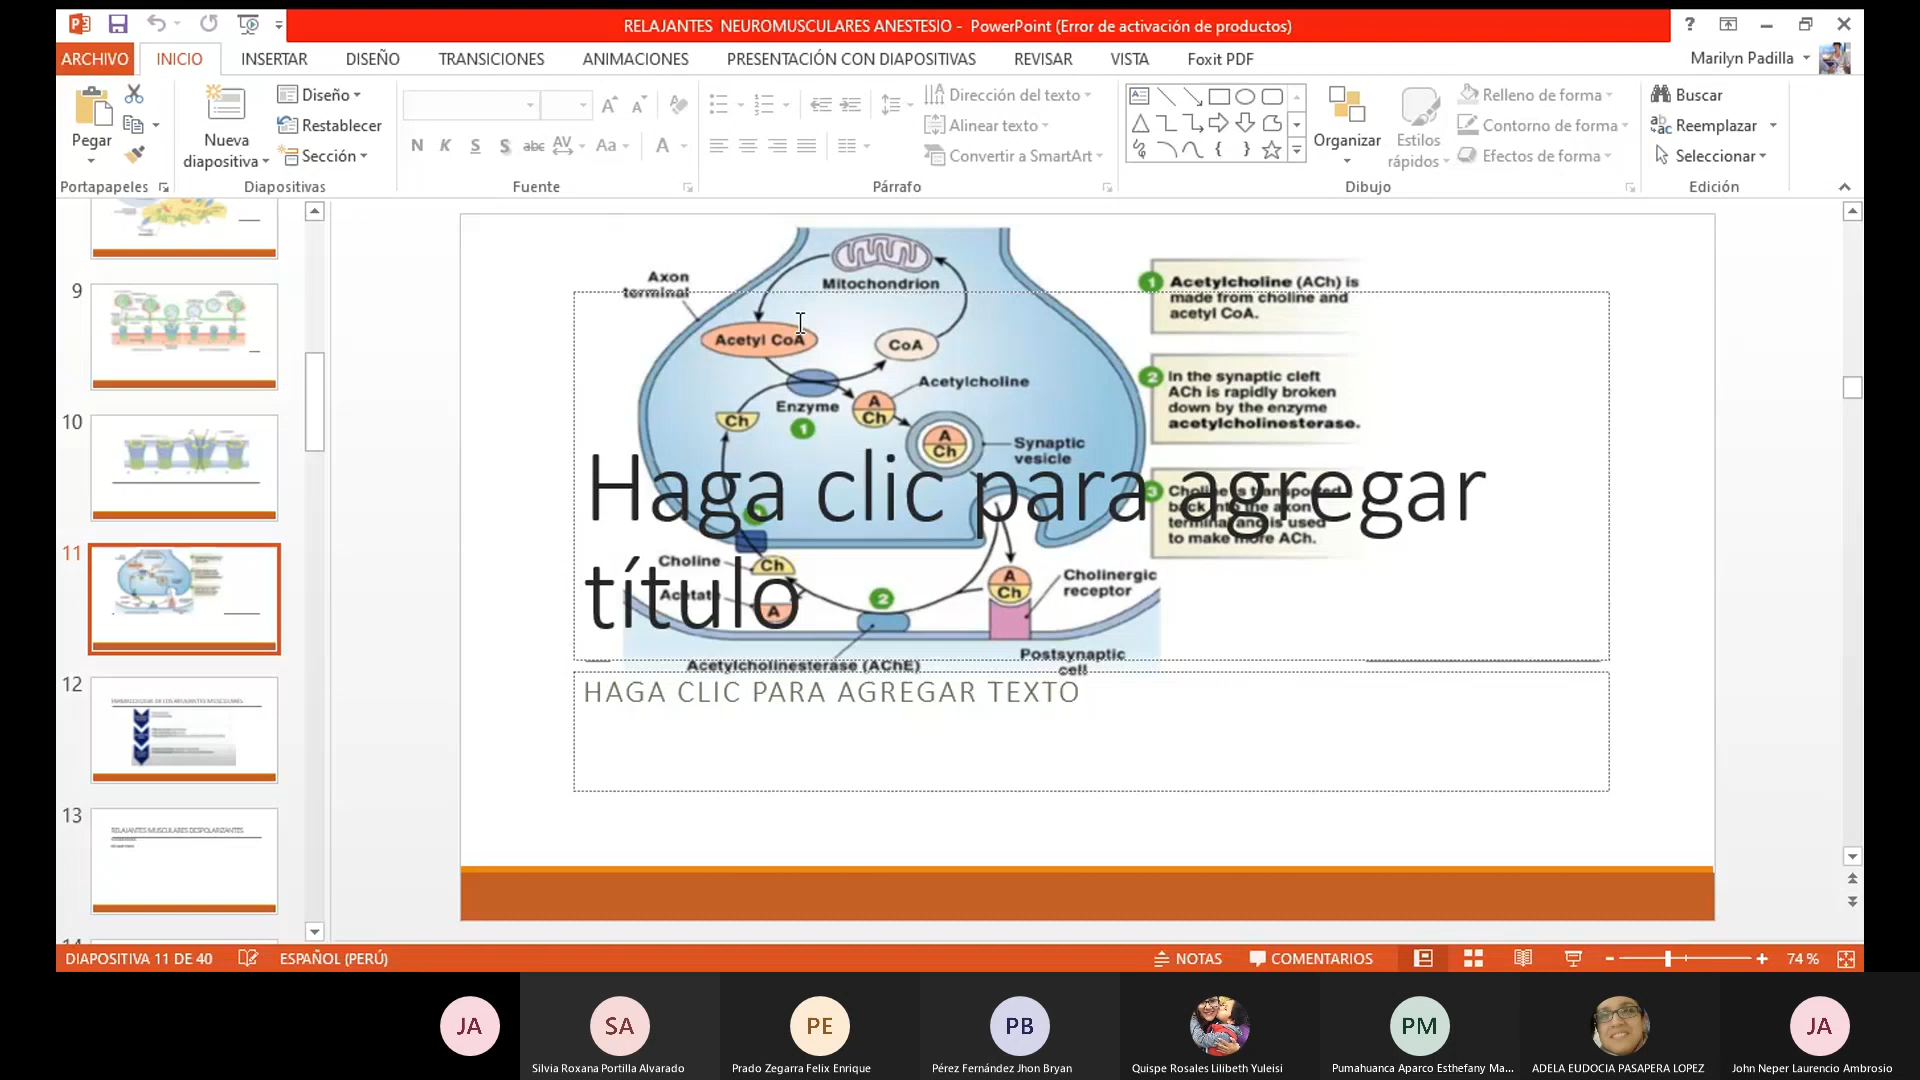 RELAJANTES  NEUROMUSCULARES ANESTESIO -  PowerPoint (Error de activación de productos)
?
ARCHIVO
INICIO
INSERTAR
DISEÑO
TRANSICIONES
ANIMACIONES
PRESENTACIÓN CON DIAPOSITIVAS
REVISAR
VISTA
Foxit PDF
Marilyn Padilla
Pegar
Nueva
diapositiva
Diseño
Restablecer
Sección
N K S S abc AV Aa A
Dirección del texto
Alinear texto
Convertir a SmartArt
Organizar
Estilos
rápidos
Relleno de forma
Contorno de forma
Efectos de forma
Buscar
Reemplazar
Seleccionar
Portapapeles
Diapositivas
Fuente
Párrafo
Dibujo
Edición
9
10
11
12
13
RELAJANTES MUSCULARES DESPOLARIZANTES
Axon
terminal
Mitochondrion
Acetyl CoA
CoA
Acetylcholine
Enzyme
1
Ch
A
Ch
A
Ch
Synaptic
vesicle
1 Acetylcholine (ACh) is
made from choline and
acetyl CoA.
2 In the synaptic cleft
ACh is rapidly broken
down by the enzyme
acetylcholinesterase.
3 Choline is transported
back into the axon
terminal and is used
to make more ACh.
Haga clic para agregar
título
Choline
Ch
Acetate
A
2
A
Ch
Cholinergic
receptor
Acetylcholinesterase (AChE)
Postsynaptic
cell
HAGA CLIC PARA AGREGAR TEXTO
DIAPOSITIVA 11 DE 40
ESPAÑOL (PERÚ)
NOTAS
COMENTARIOS
74 %
JA
SA
PE
PB
PM
JA
Silvia Roxana Portilla Alvarado
Prado Zegarra Felix Enrique
Pérez Fernández Jhon Bryan
Quispe Rosales Lilibeth Yuleisi
Pumahuanca Aparco Esthefany Ma...
ADELA EUDOCIA PASAPERA LOPEZ
John Neper Laurencio Ambrosio